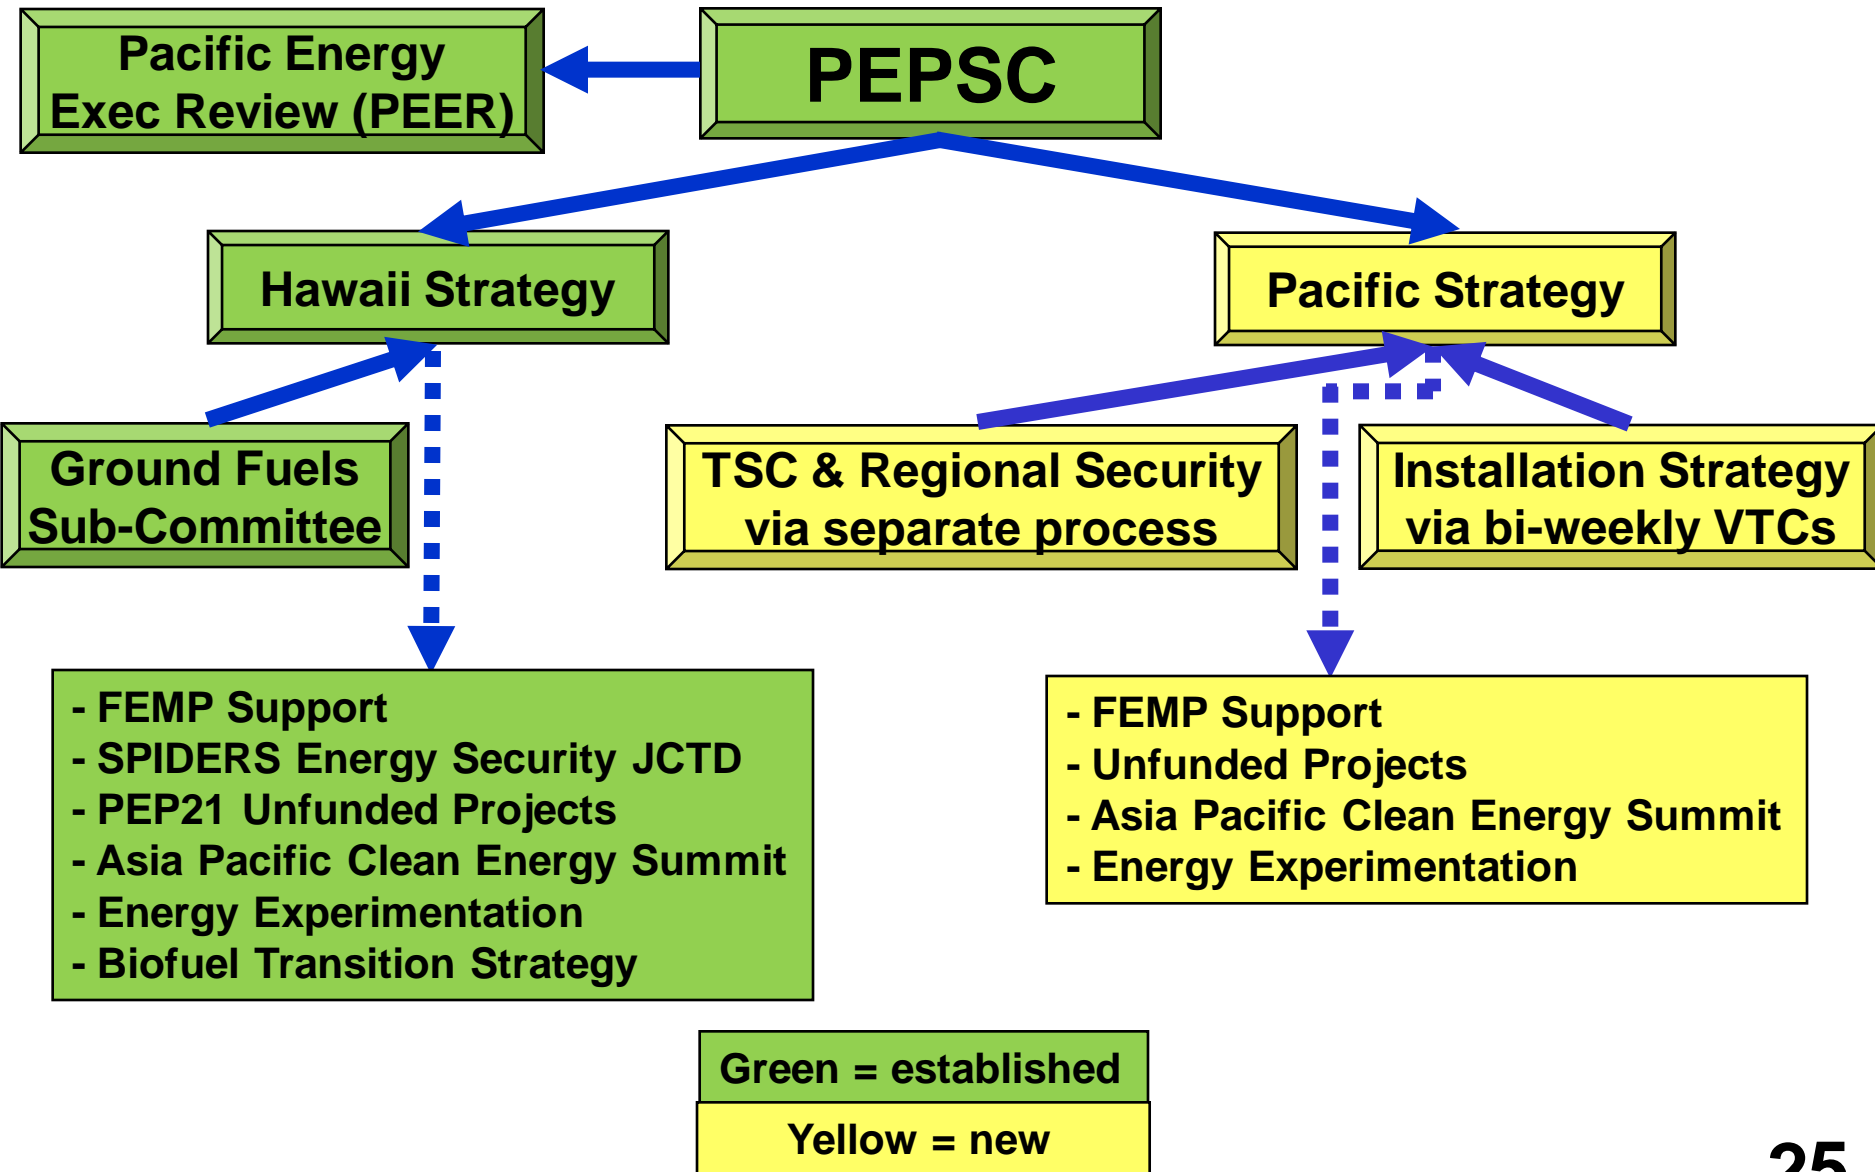 Pacific Energy
Exec Review (PEER)
PEPSC
Hawaii Strategy
Pacific Strategy
Ground Fuels
Sub-Committee
TSC & Regional Security
via separate process
Installation Strategy
via bi-weekly VTCs
- FEMP Support
- SPIDERS Energy Security JCTD
- PEP21 Unfunded Projects
- Asia Pacific Clean Energy Summit
- Energy Experimentation
- Biofuel Transition Strategy
- FEMP Support
- Unfunded Projects
- Asia Pacific Clean Energy Summit
- Energy Experimentation
Green = established
Yellow = new
25